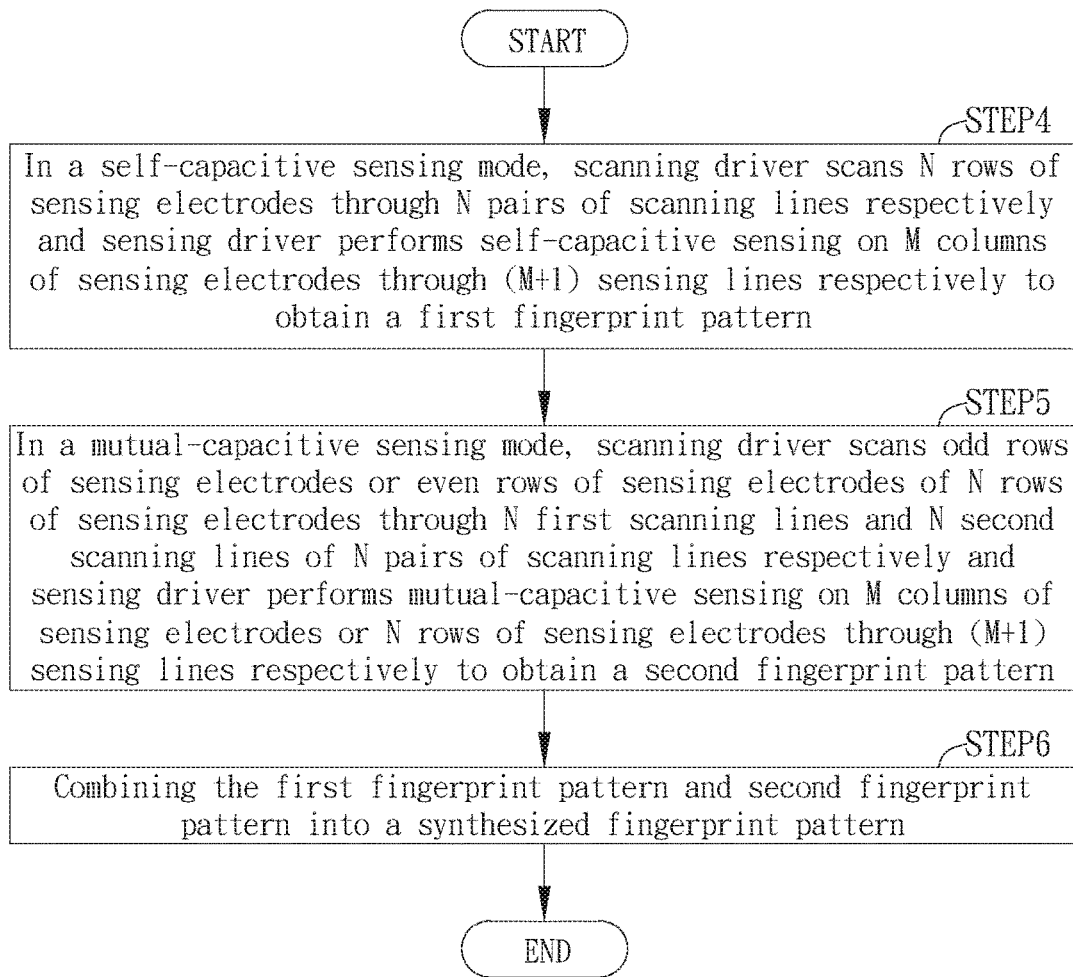 START
STEP4
In a self-capacitive sensing mode, scanning driver scans N rows of
sensing electrodes through N pairs of scanning lines respectively
and sensing driver performs self-capacitive sensing on M columns
of sensing electrodes through (M+1) sensing lines respectively to
obtain a first fingerprint pattern
STEP5
In a mutual-capacitive sensing mode, scanning driver scans odd rows
of sensing electrodes or even rows of sensing electrodes of N rows
of sensing electrodes through N first scanning lines and N second
scanning lines of N pairs of scanning lines respectively and
sensing driver performs mutual-capacitive sensing on M columns of
sensing electrodes or N rows of sensing electrodes through (M+1)
sensing lines respectively to obtain a second fingerprint pattern
STEP6
Combining the first fingerprint pattern and second fingerprint
pattern into a synthesized fingerprint pattern
END